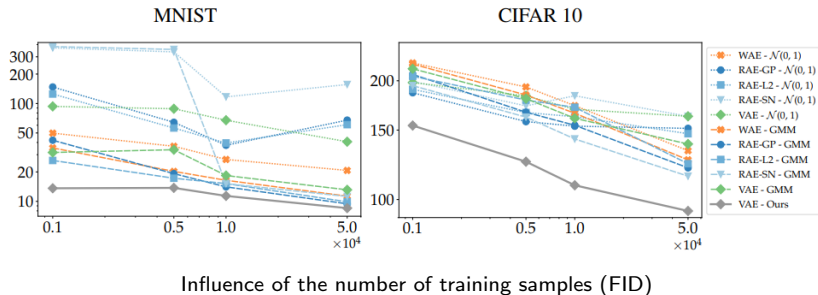 MNIST
300
100
50
20
10
0.1
0.5
1.0
5.0
×10⁴
CIFAR 10
200
150
100
0.1
0.5
1.0
5.0
×10⁴
WAE - 𝒩(0, 1)
RAE-GP - 𝒩(0, 1)
RAE-L2 - 𝒩(0, 1)
RAE-SN - 𝒩(0, 1)
VAE - 𝒩(0, 1)
WAE - GMM
RAE-GP - GMM
RAE-L2 - GMM
RAE-SN - GMM
VAE - GMM
VAE - Ours
Influence of the number of training samples (FID)